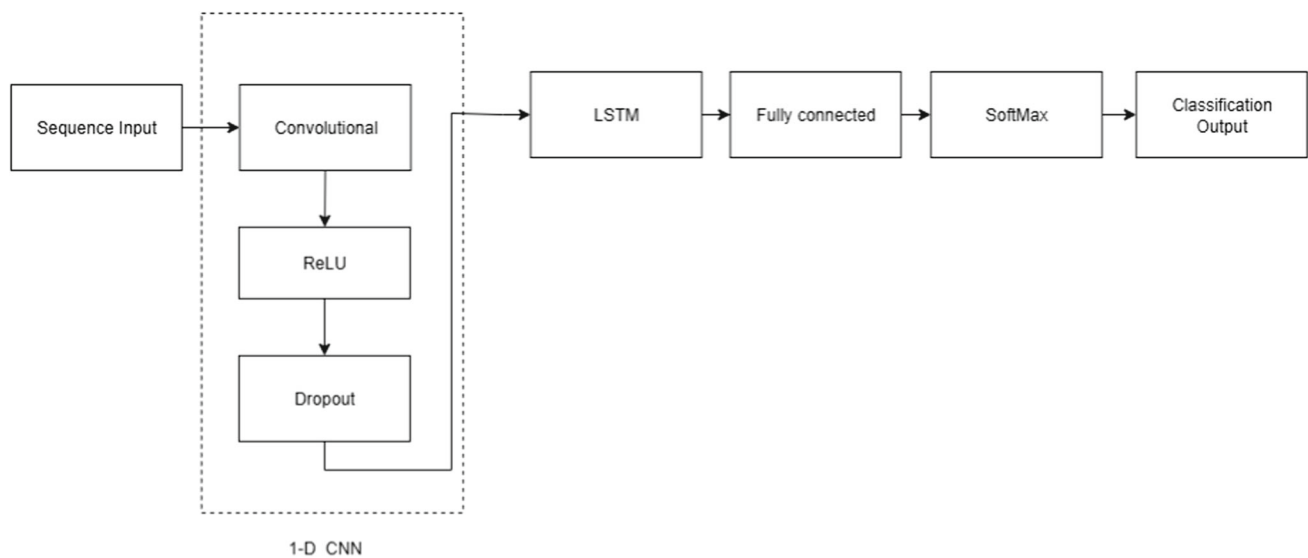 Sequence Input
Convolutional
ReLU
Dropout
1-D CNN
LSTM
Fully connected
SoftMax
Classification
Output